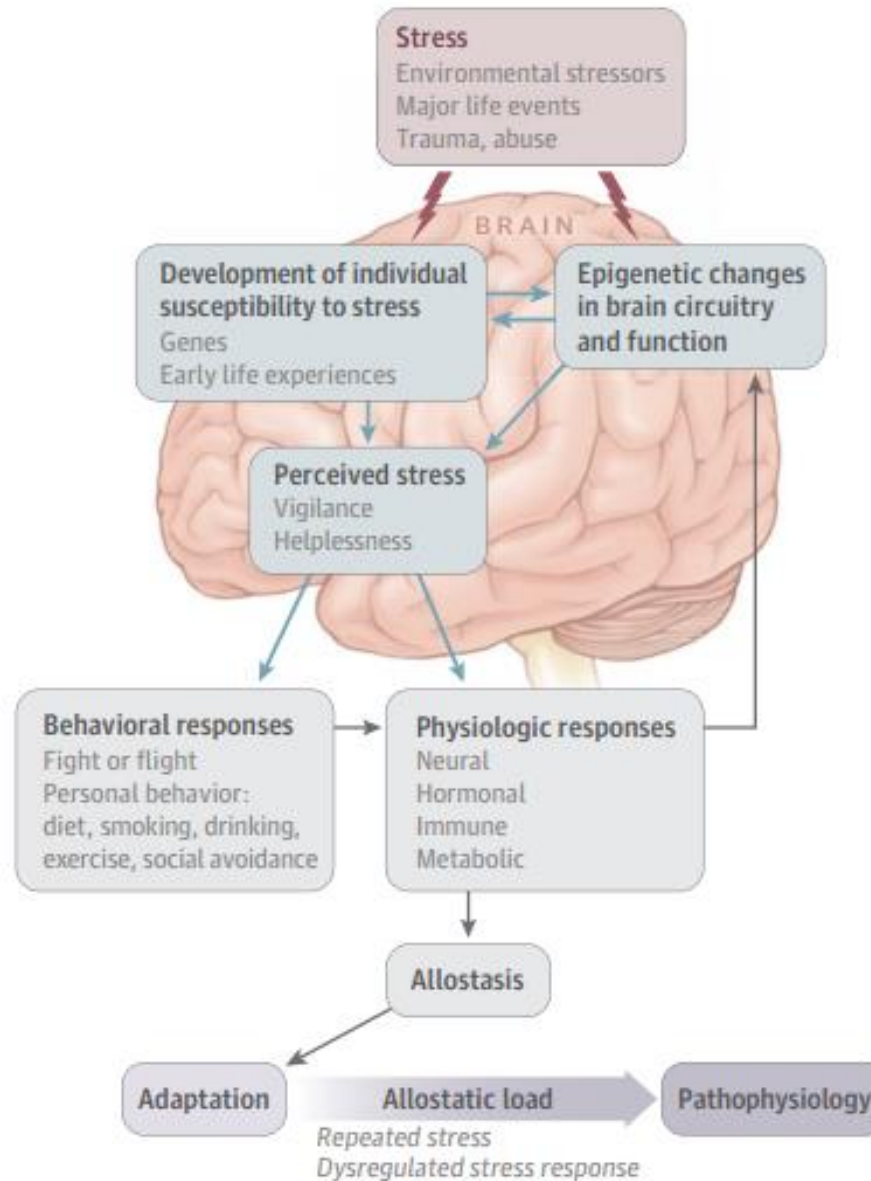 Stress
Environmental stressors
Major life events
Trauma, abuse
BRAIN
Development of individual
susceptibility to stress
Genes
Early life experiences
Epigenetic changes
in brain circuitry
and function
Perceived stress
Vigilance
Helplessness
Behavioral responses
Fight or flight
Personal behavior:
diet, smoking, drinking,
exercise, social avoidance
Physiologic responses
Neural
Hormonal
Immune
Metabolic
Allostasis
Adaptation
Allostatic load
Repeated stress
Dysregulated stress response
Pathophysiology